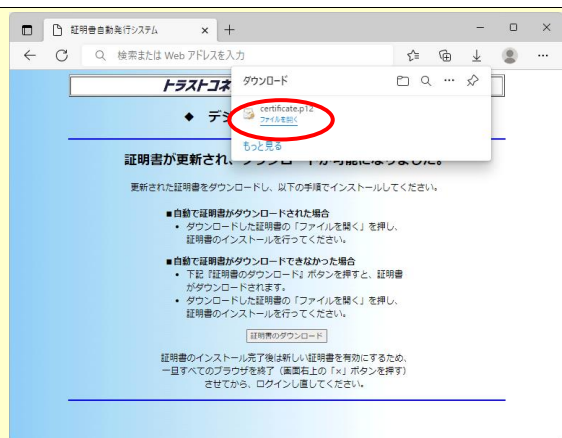 証明書自動発行システム
検索または Web アドレスを入力
ダウンロード
certificate.p12
ファイルを開く
もっと見る
トラストコネ
◆ デジ
証明書が更新され、ダウンロードが可能になりました。
更新された証明書をダウンロードし、以下の手順でインストールしてください。
■自動で証明書がダウンロードされた場合
• ダウンロードした証明書の「ファイルを開く」を押し、
証明書のインストールを行ってください。
■自動で証明書がダウンロードできなかった場合
• 下記『証明書のダウンロード』ボタンを押すと、証明書
がダウンロードされます。
• ダウンロードした証明書の「ファイルを開く」を押し、
証明書のインストールを行ってください。
証明書のダウンロード
証明書のインストール完了後は新しい証明書を有効にするため、
一旦すべてのブラウザを終了（画面右上の「×」ボタンを押す）
させてから、ログインし直してください。